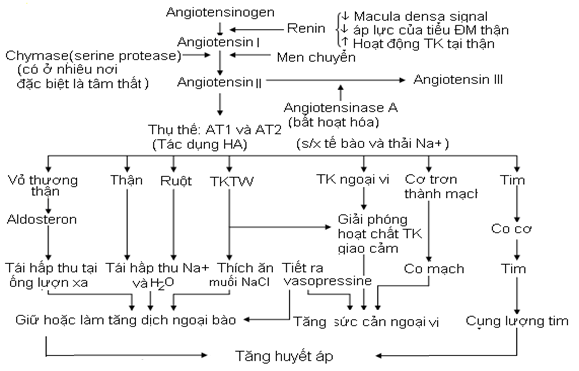 Angiotensinogen
Renin
↓ Macula densa signal
↓ áp lực của tiểu ĐM thận
↑ Hoạt động TK tại thận
Angiotensin I
Chymase(serine protease)
(có ở nhiêu nơi
đặc biệt là tâm thất)
Men chuyển
Angiotensin II
Angiotensin III
Angiotensinase A
(bất hoạt hóa)
Thụ thể: AT1 và AT2
(Tác dụng HA)
(s/x tế bào và thải Na+)
Vỏ thượng
thận
Thận
Ruột
TKTW
TK ngoại vi
Cơ trơn
thành mạch
Tim
Aldosteron
Giải phóng
hoạt chất TK
giao cảm
Co cơ
Tái hấp thu tại
ống lượn xa
Tái hấp thu Na+
và H2O
Thích ăn
muối NaCl
Tiết ra
vasopressine
Co mạch
Tim
Giữ hoặc làm tăng dịch ngoại bào
Tăng sức cản ngoại vi
Cung lượng tim
Tăng huyết áp